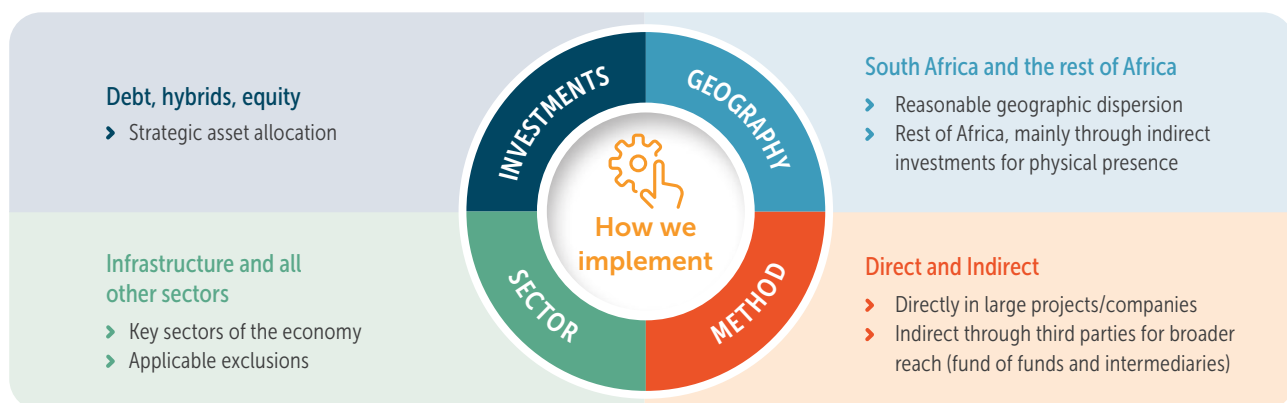 Debt, hybrids, equity
Strategic asset allocation
INVESTMENTS
GEOGRAPHY
South Africa and the rest of Africa
Reasonable geographic dispersion
Rest of Africa, mainly through indirect
investments for physical presence
How we
implement
Infrastructure and all
other sectors
Key sectors of the economy
Applicable exclusions
SECTOR
METHOD
Direct and Indirect
Directly in large projects/companies
Indirect through third parties for broader
reach (fund of funds and intermediaries)